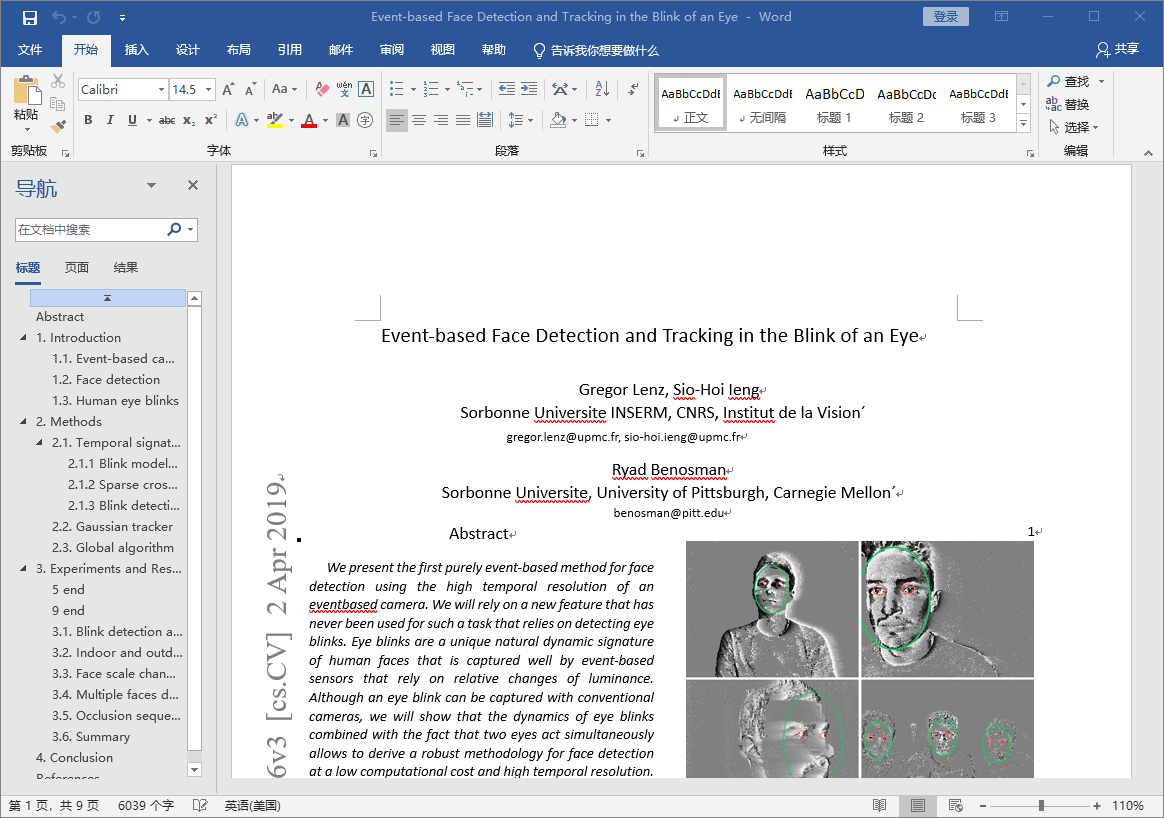 Event-based Face Detection and Tracking in the Blink of an Eye - Word
登录
文件 开始 插入 设计 布局 引用 邮件 审阅 视图 帮助 告诉我你想要做什么 共享
Calibri 14.5 Aa wén 文 A
粘贴 B I U abc x₂ x² A ab A A 字
AaBbCcDdE AaBbCcDdE AaBbCcD AaBbCcDc AaBbCcDdE
正文 无间隔 标题 1 标题 2 标题 3
查找
替换
选择
剪贴板 字体 段落 样式 编辑
导航
在文档中搜索
标题 页面 结果
Abstract
1. Introduction
1.1. Event-based ca...
1.2. Face detection
1.3. Human eye blinks
2. Methods
2.1. Temporal signat...
2.1.1 Blink model...
2.1.2 Sparse cros...
2.1.3 Blink detecti...
2.2. Gaussian tracker
2.3. Global algorithm
3. Experiments and Res...
5 end
9 end
3.1. Blink detection a...
3.2. Indoor and outd...
3.3. Face scale chan...
3.4. Multiple faces d...
3.5. Occlusion seque...
3.6. Summary
4. Conclusion
References
Event-based Face Detection and Tracking in the Blink of an Eye
Gregor Lenz, Sio-Hoi Ieng
Sorbonne Universite INSERM, CNRS, Institut de la Vision´
gregor.lenz@upmc.fr, sio-hoi.ieng@upmc.fr
Ryad Benosman
Sorbonne Universite, University of Pittsburgh, Carnegie Mellon´
benosman@pitt.edu
Abstract
1
6v3 [cs.CV] 2 Apr 2019
We present the first purely event-based method for face
detection using the high temporal resolution of an
eventbased camera. We will rely on a new feature that has
never been used for such a task that relies on detecting eye
blinks. Eye blinks are a unique natural dynamic signature
of human faces that is captured well by event-based
sensors that rely on relative changes of luminance.
Although an eye blink can be captured with conventional
cameras, we will show that the dynamics of eye blinks
combined with the fact that two eyes act simultaneously
allows to derive a robust methodology for face detection
at a low computational cost and high temporal resolution.
第 1 页，共 9 页 6039 个字 英语(美国) 110%